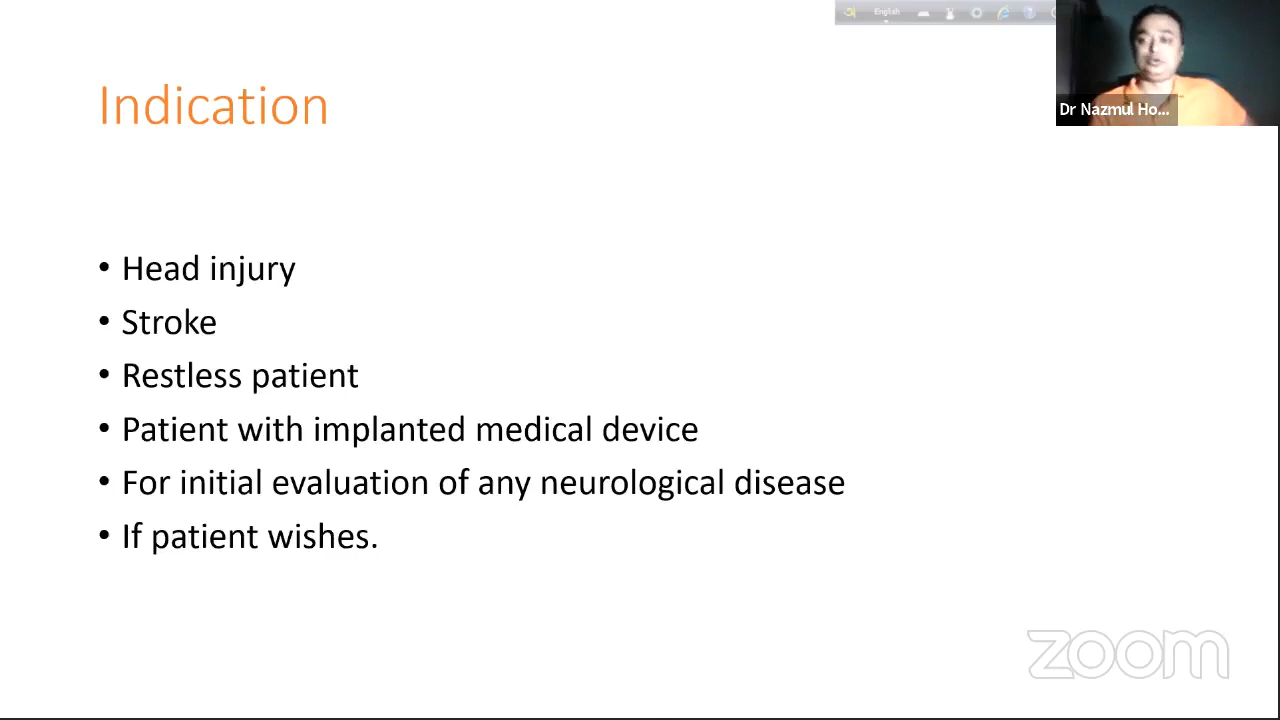 English
Indication
Dr Nazmul Ho...
• Head injury
• Stroke
• Restless patient
• Patient with implanted medical device
• For initial evaluation of any neurological disease
• If patient wishes.
zoom